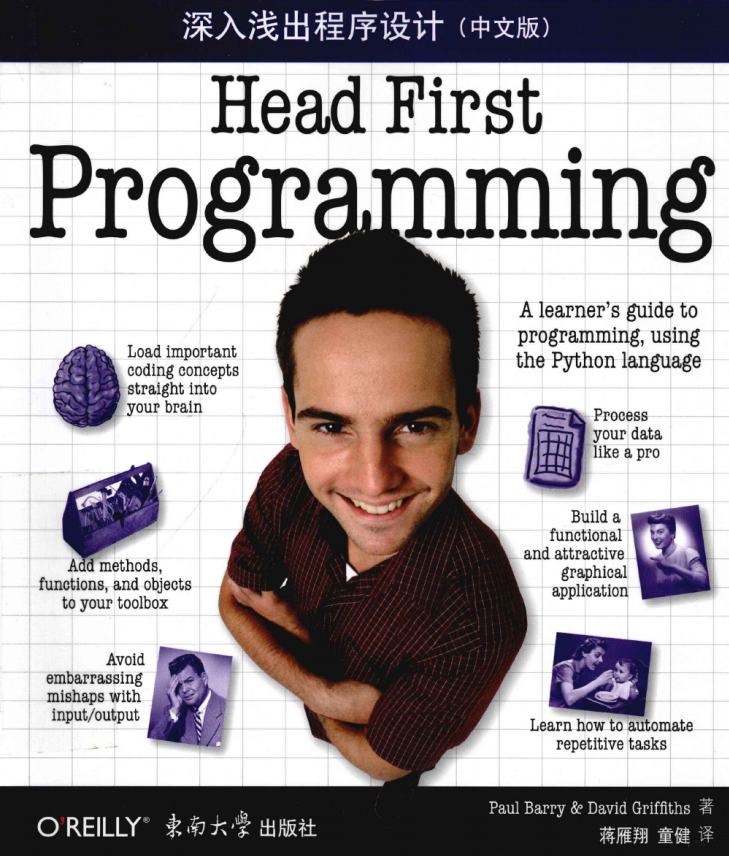 深入浅出程序设计（中文版）
Head First
Programming
A learner's guide to
programming, using
the Python language
Load important
coding concepts
straight into
your brain
Process
your data
like a pro
Add methods,
functions, and objects
to your toolbox
Build a
functional
and attractive
graphical
application
Avoid
embarrassing
mishaps with
input/output
Learn how to automate
repetitive tasks
O'REILLY® 東南大學 出版社
Paul Barry & David Griffiths 著
蒋雁翔 童健 译